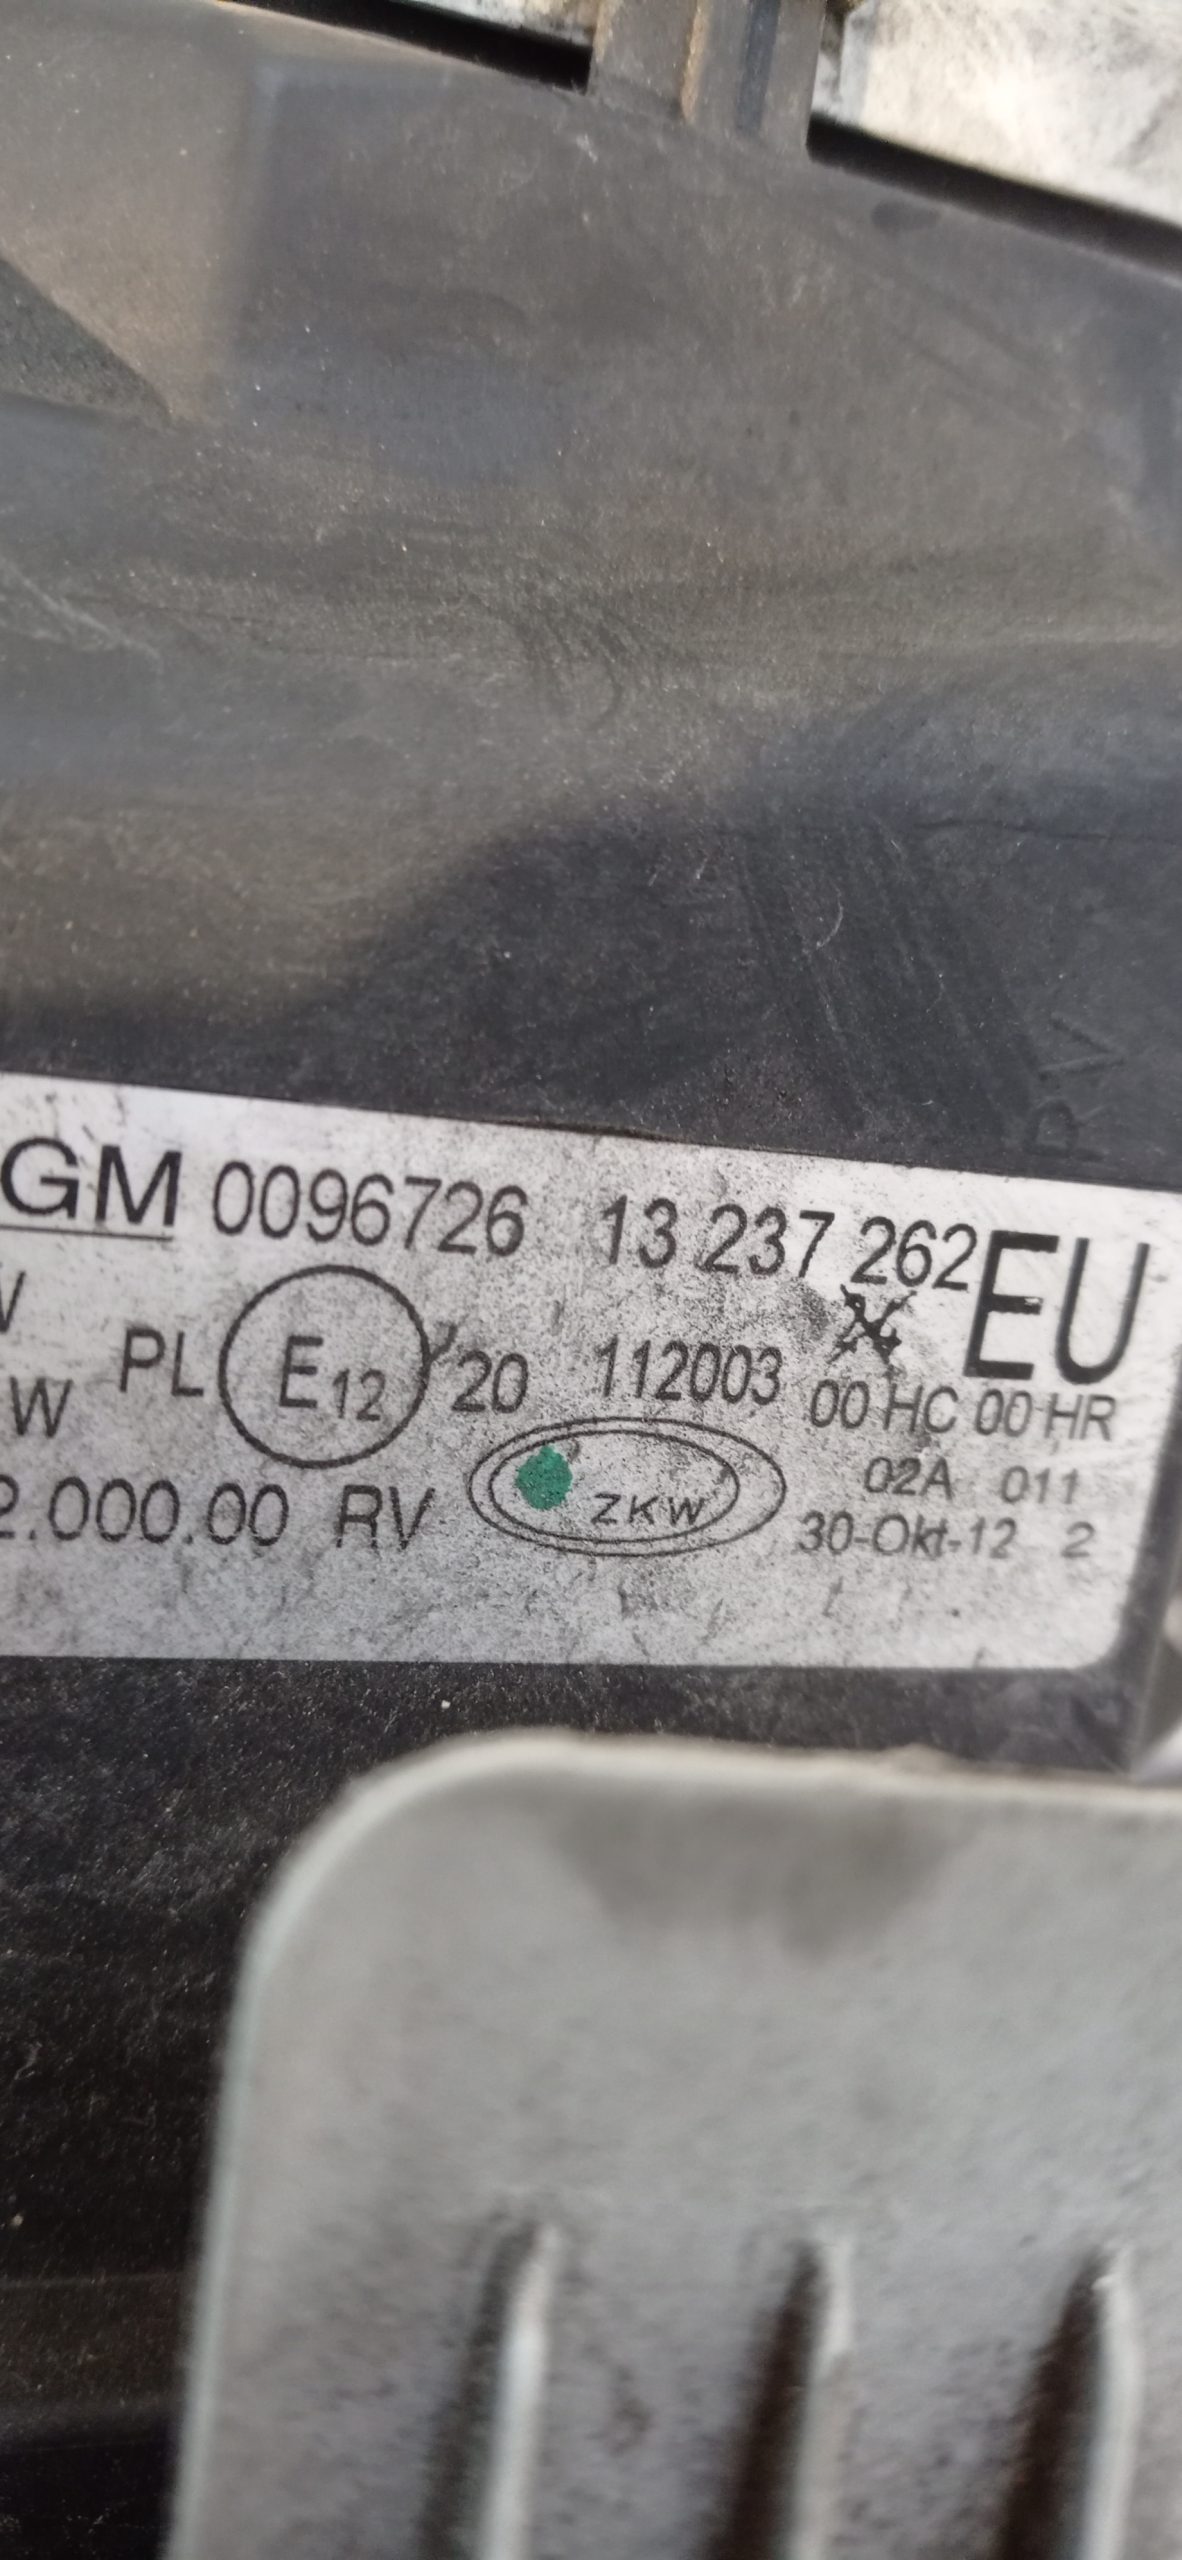 GM 0096726 13 237 262 EU
PL E12 20 112003 00 HC 00 HR
W
02A 011
2.000.00 RV ZKW 30-Okt-12 2